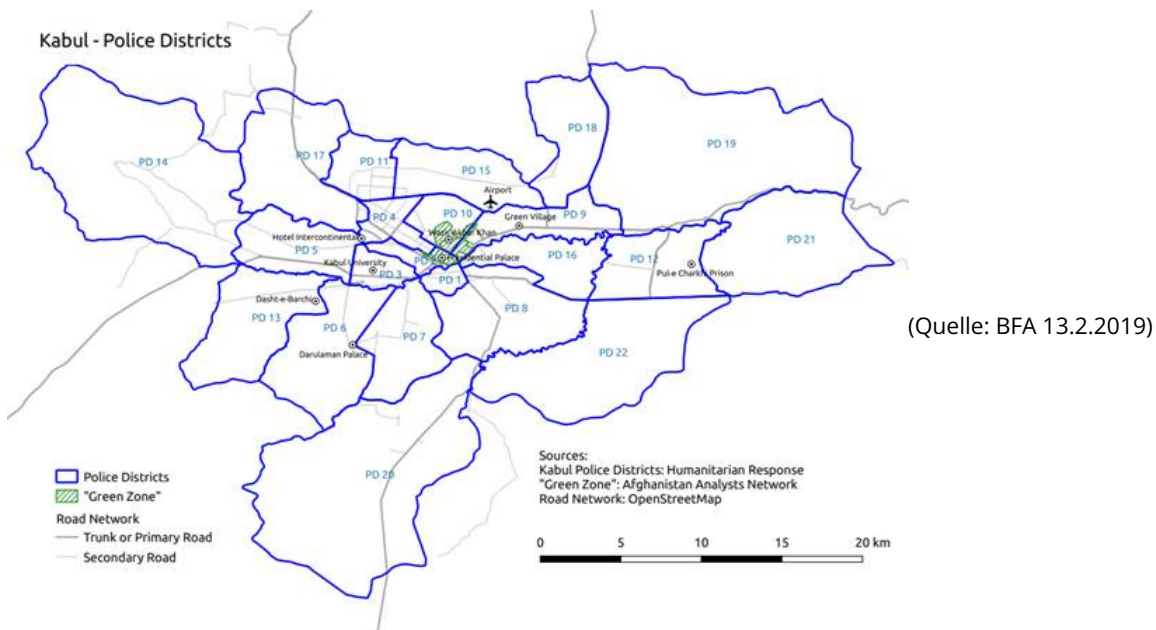 Kabul - Police Districts
PD 18
PD 19
PD 14
PD 17
PD 11
PD 15
Airport
PD 4
PD 10
PD 9
Green Village
Hotel Intercontinental
Wazir Akbar Khan
PD 21
PD 5
Kabul University
Presidential Palace
PD 16
PD 12
PD 3
PD 1
Pul-e Charkhi Prison
Dasht-e-Barchi
PD 13
PD 6
PD 7
PD 8
(Quelle: BFA 13.2.2019)
Darulaman Palace
PD 22
PD 20
Police Districts
"Green Zone"
Road Network
Trunk or Primary Road
Secondary Road
Sources:
Kabul Police Districts: Humanitarian Response
"Green Zone": Afghanistan Analysts Network
Road Network: OpenStreetMap
0 5 10 15 20 km